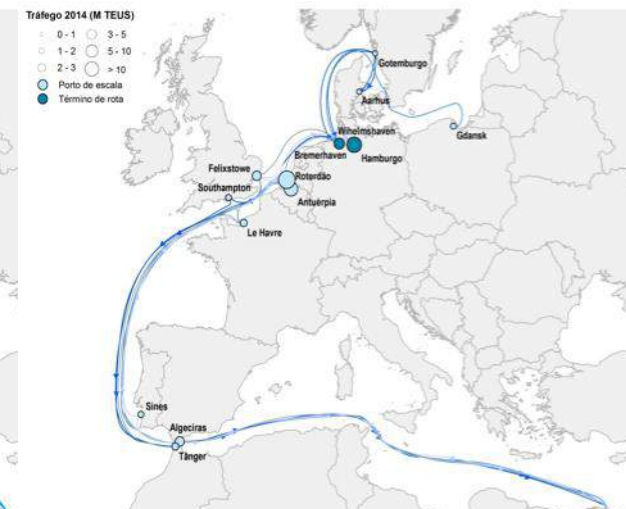 Tráfego 2014 (M TEUS)
0 - 1 3 - 5
1 - 2 5 - 10
2 - 3 > 10
Porto de escala
Término de rota
Gotemburgo
Aarhus
Gdansk
Wihelmshaven
Bremerhaven Hamburgo
Felixstowe
Roterdão
Southampton
Antuérpia
Le Havre
Sines
Algeciras
Tânger